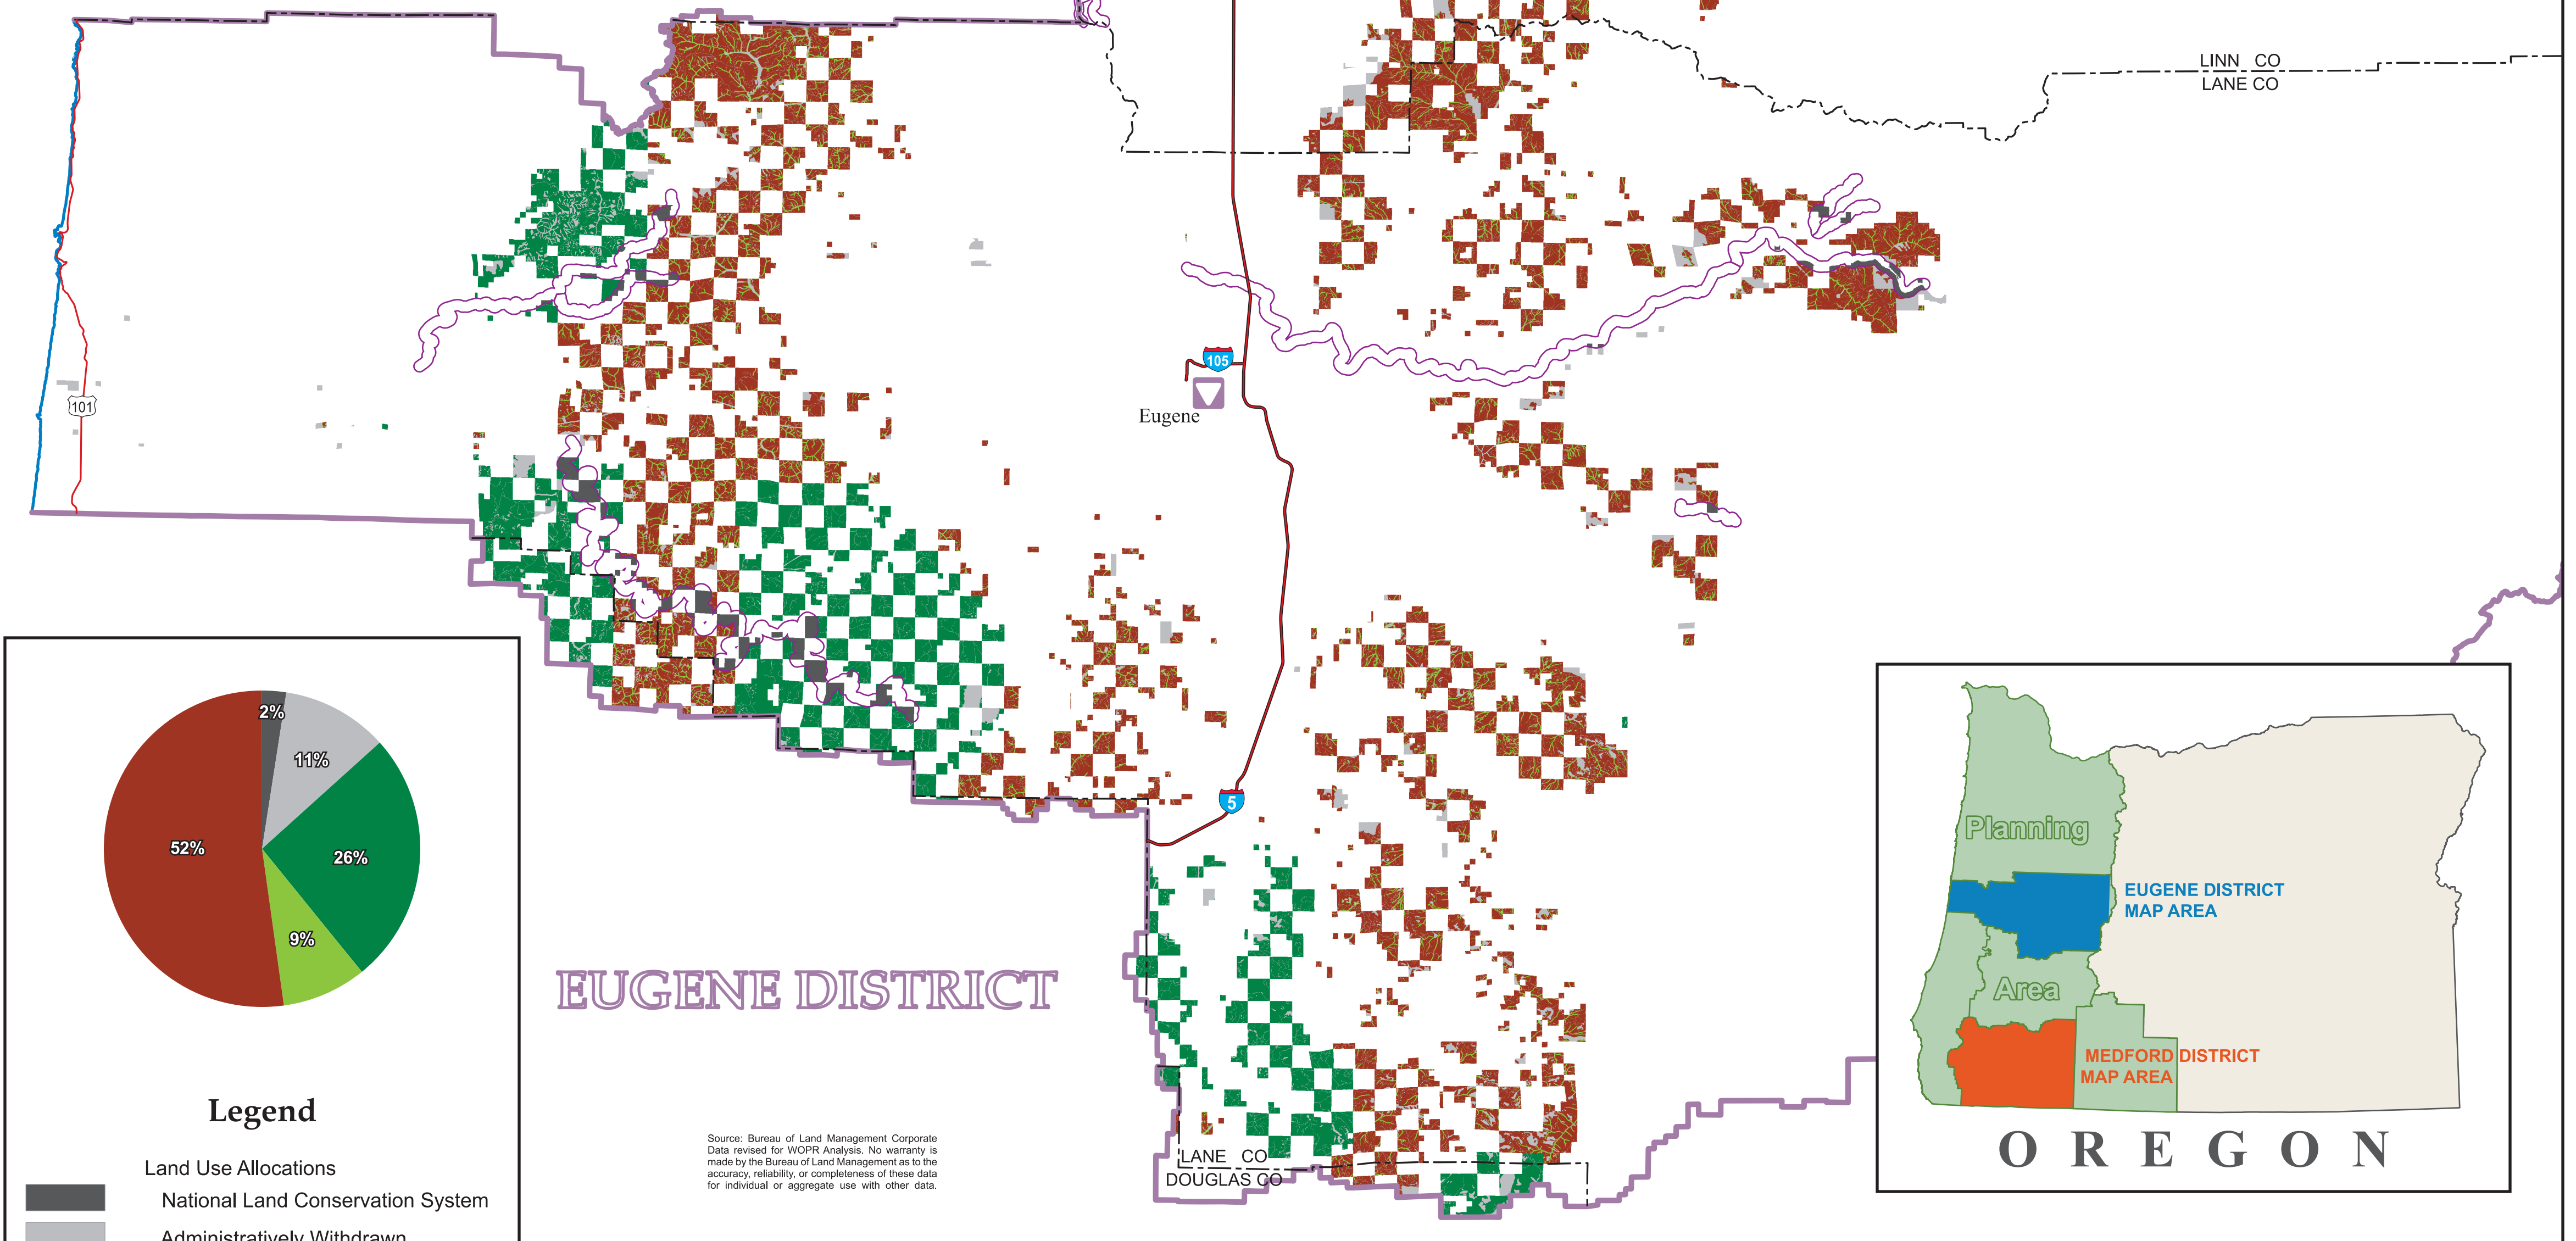 LINN CO
LANE CO
105
Eugene
101
5
2%
11%
52%
26%
9%
Legend
Land Use Allocations
National Land Conservation System
Administratively Withdrawn
EUGENE DISTRICT
Source: Bureau of Land Management Corporate
Data revised for WOPR Analysis. No warranty is
made by the Bureau of Land Management as to the
accuracy, reliability, or completeness of these data
for individual or aggregate use with other data.
LANE CO
DOUGLAS CO
Planning
EUGENE DISTRICT
MAP AREA
Area
MEDFORD DISTRICT
MAP AREA
OREGON